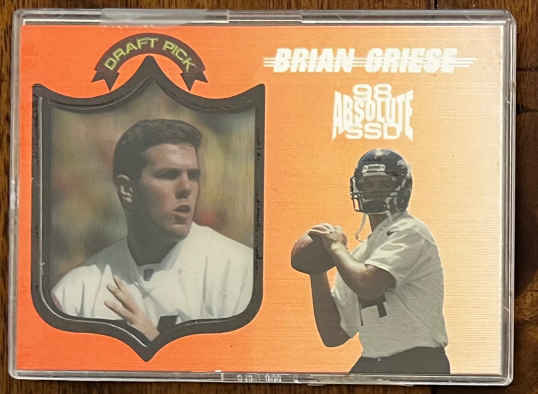 DRAFT PICK
BRIAN GRIESE
98
ABSOLUTE
SSD